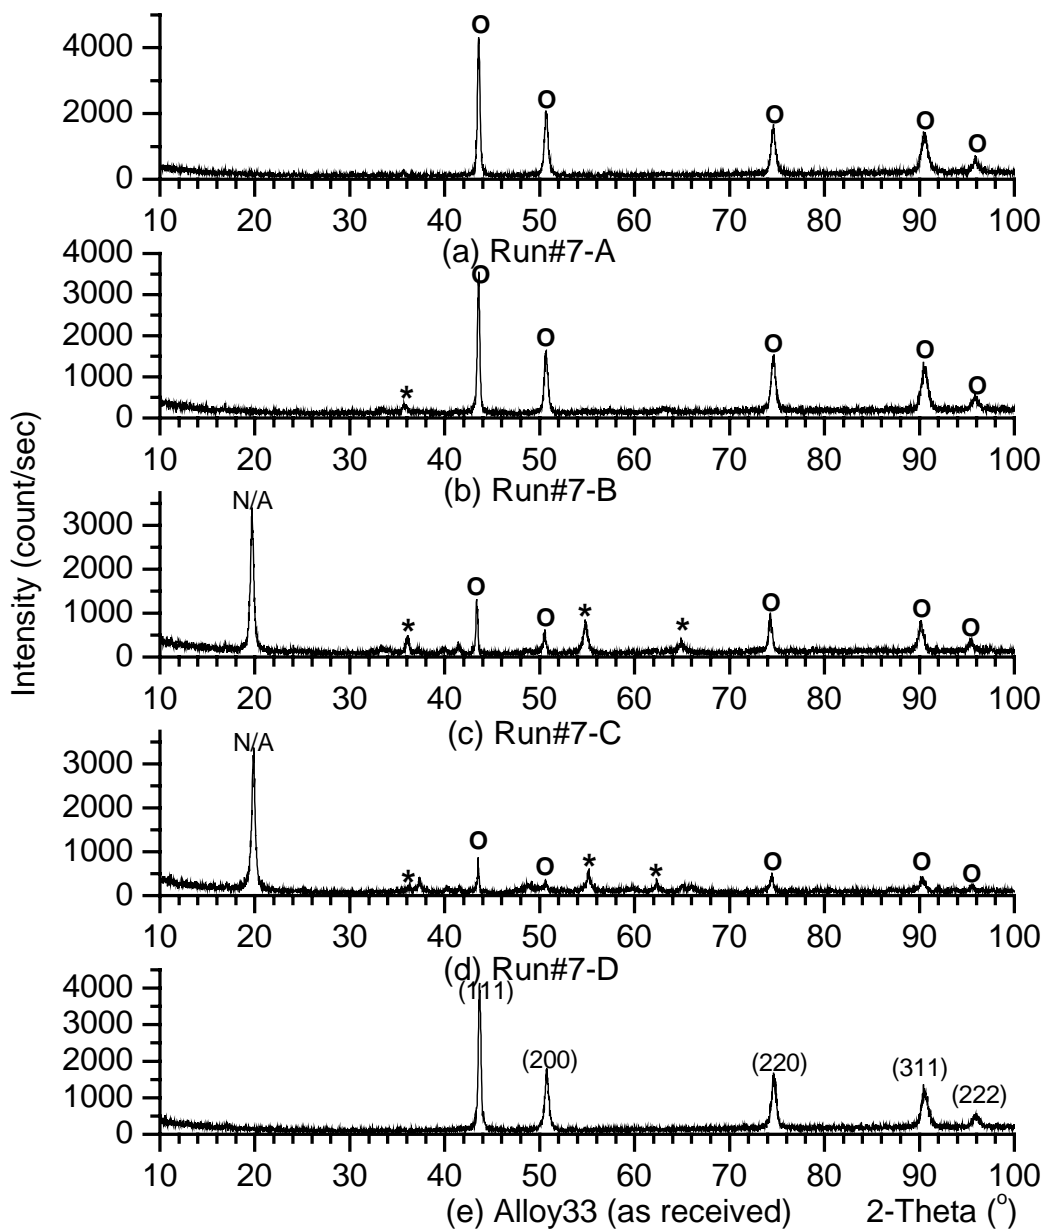 Intensity (count/sec)
O
4000
O
2000
O
O
O
0
10 20 30 40 50 60 70 80 90 100
(a) Run#7-A
4000
O
3000
O
O
O
2000
1000
*
O
0
10 20 30 40 50 60 70 80 90 100
(b) Run#7-B
N/A
3000
2000
O
*
O
1000
O
O
*
*
O
0
10 20 30 40 50 60 70 80 90 100
(c) Run#7-C
N/A
3000
2000
1000
O
*
O
O
O
*
*
O
0
10 20 30 40 50 60 70 80 90 100
(d) Run#7-D
(111)
4000
3000
2000
(200)
(220)
(311)
1000
(222)
0
10 20 30 40 50 60 70 80 90 100
(e) Alloy33 (as received) 2-Theta (°)